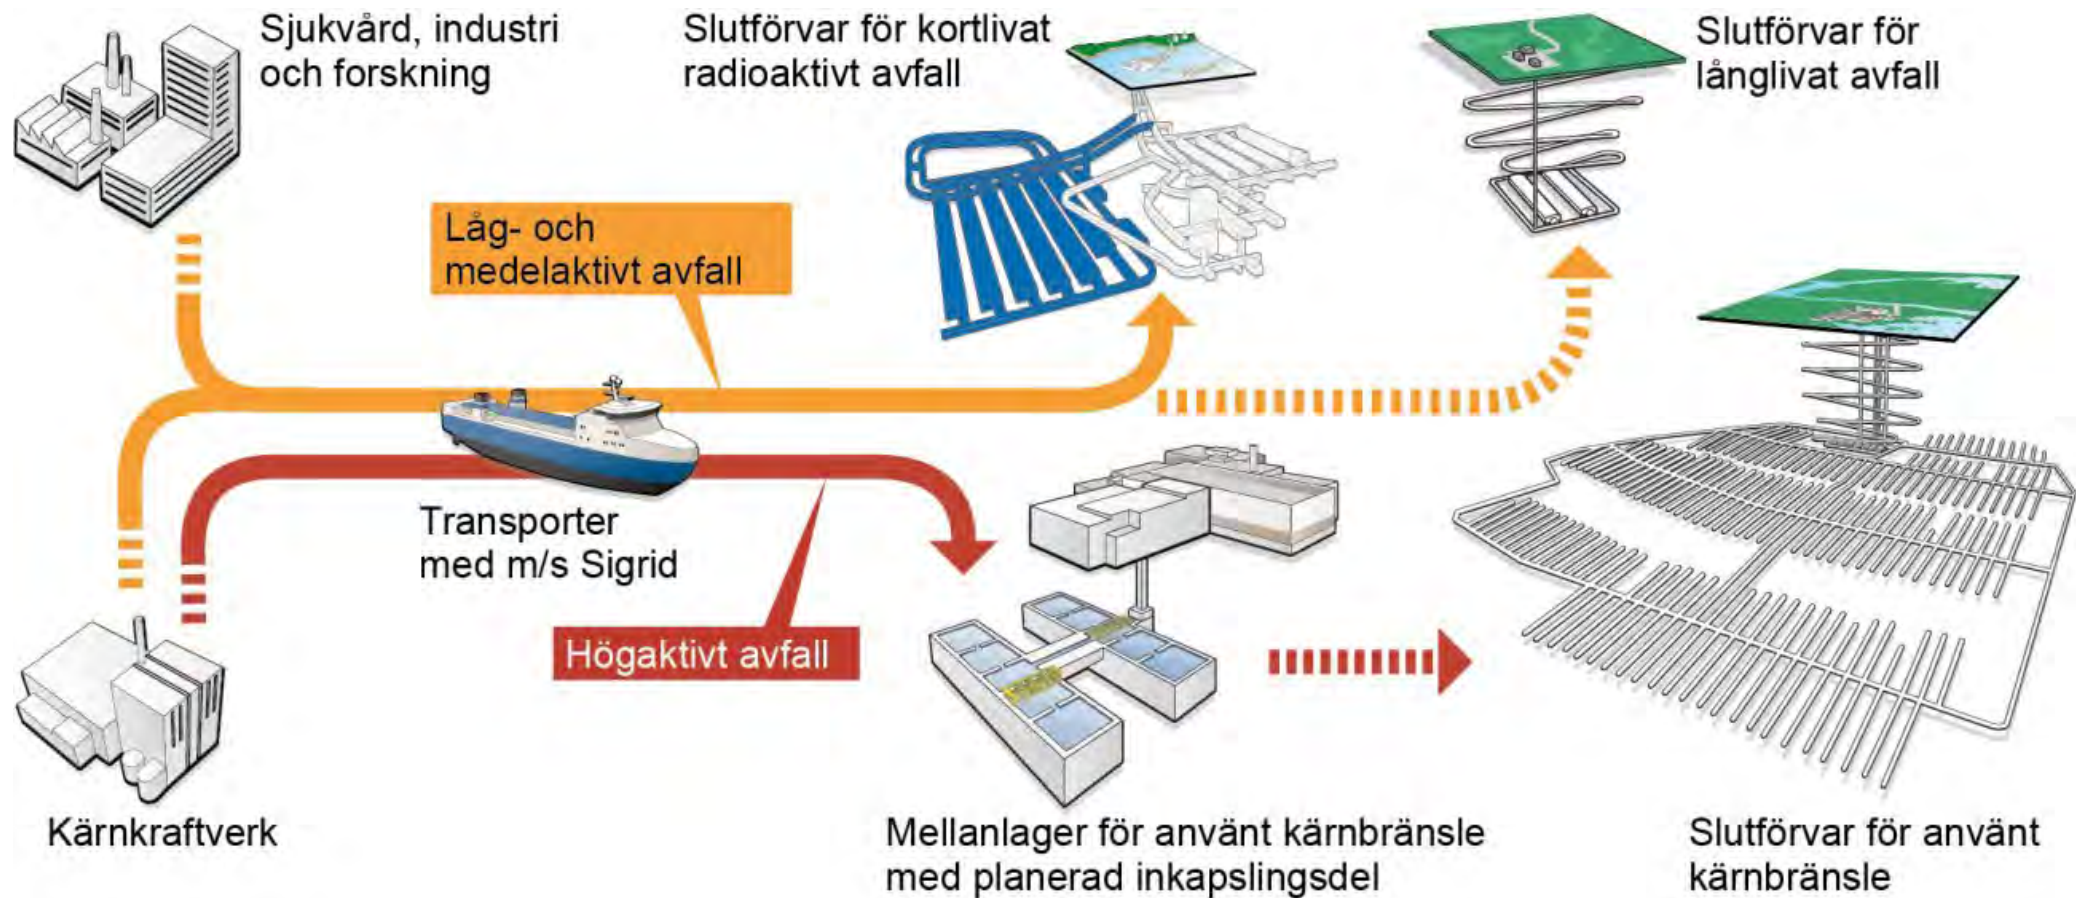 Sjukvård, industri
och forskning
Slutförvar för kortlivat
radioaktivt avfall
Slutförvar för
långlivat avfall
Låg- och
medelaktivt avfall
Transporter
med m/s Sigrid
Högaktivt avfall
Kärnkraftverk
Mellanlager för använt kärnbränsle
med planerad inkapslingsdel
Slutförvar för använt
kärnbränsle